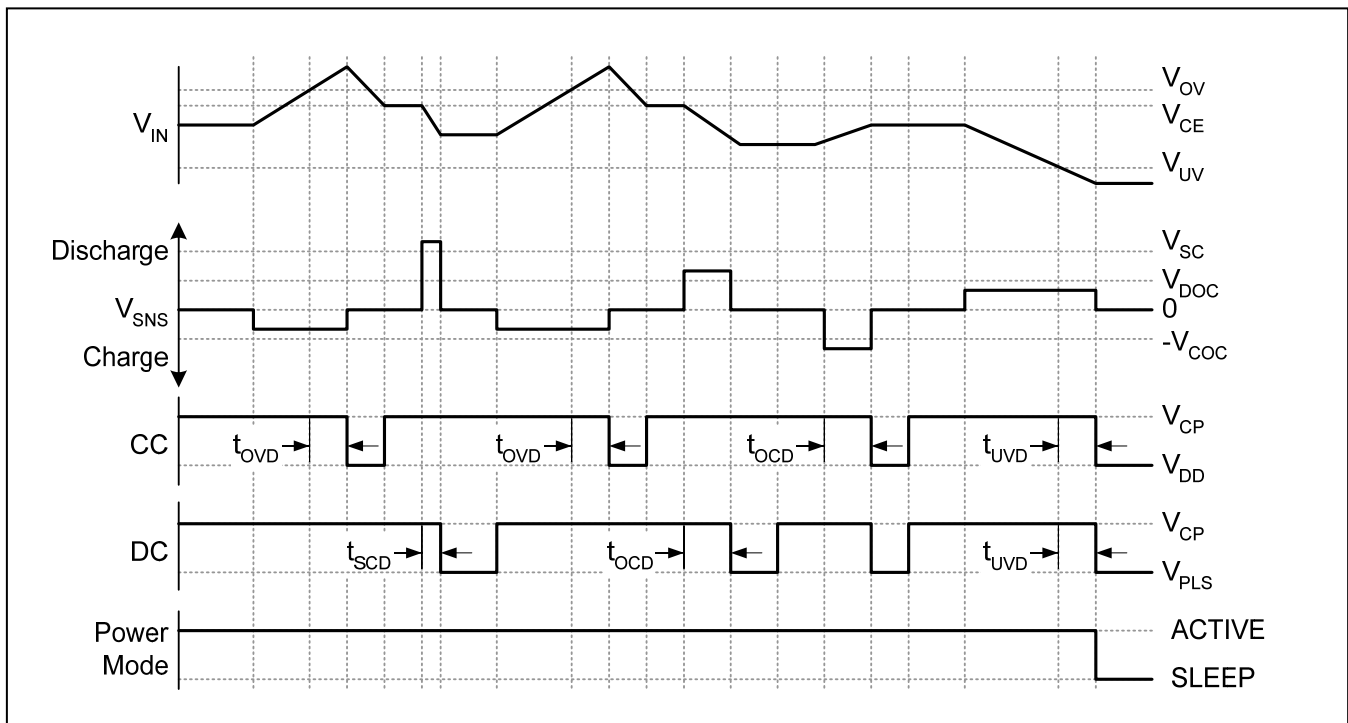 V_IN
V_OV
V_CE
V_UV
Discharge
V_SNS
Charge
V_SC
V_DOC
0
-V_COC
CC
t_OVD
t_OVD
t_OCD
t_UVD
V_CP
V_DD
DC
t_SCD
t_OCD
t_UVD
V_CP
V_PLS
Power
Mode
ACTIVE
SLEEP